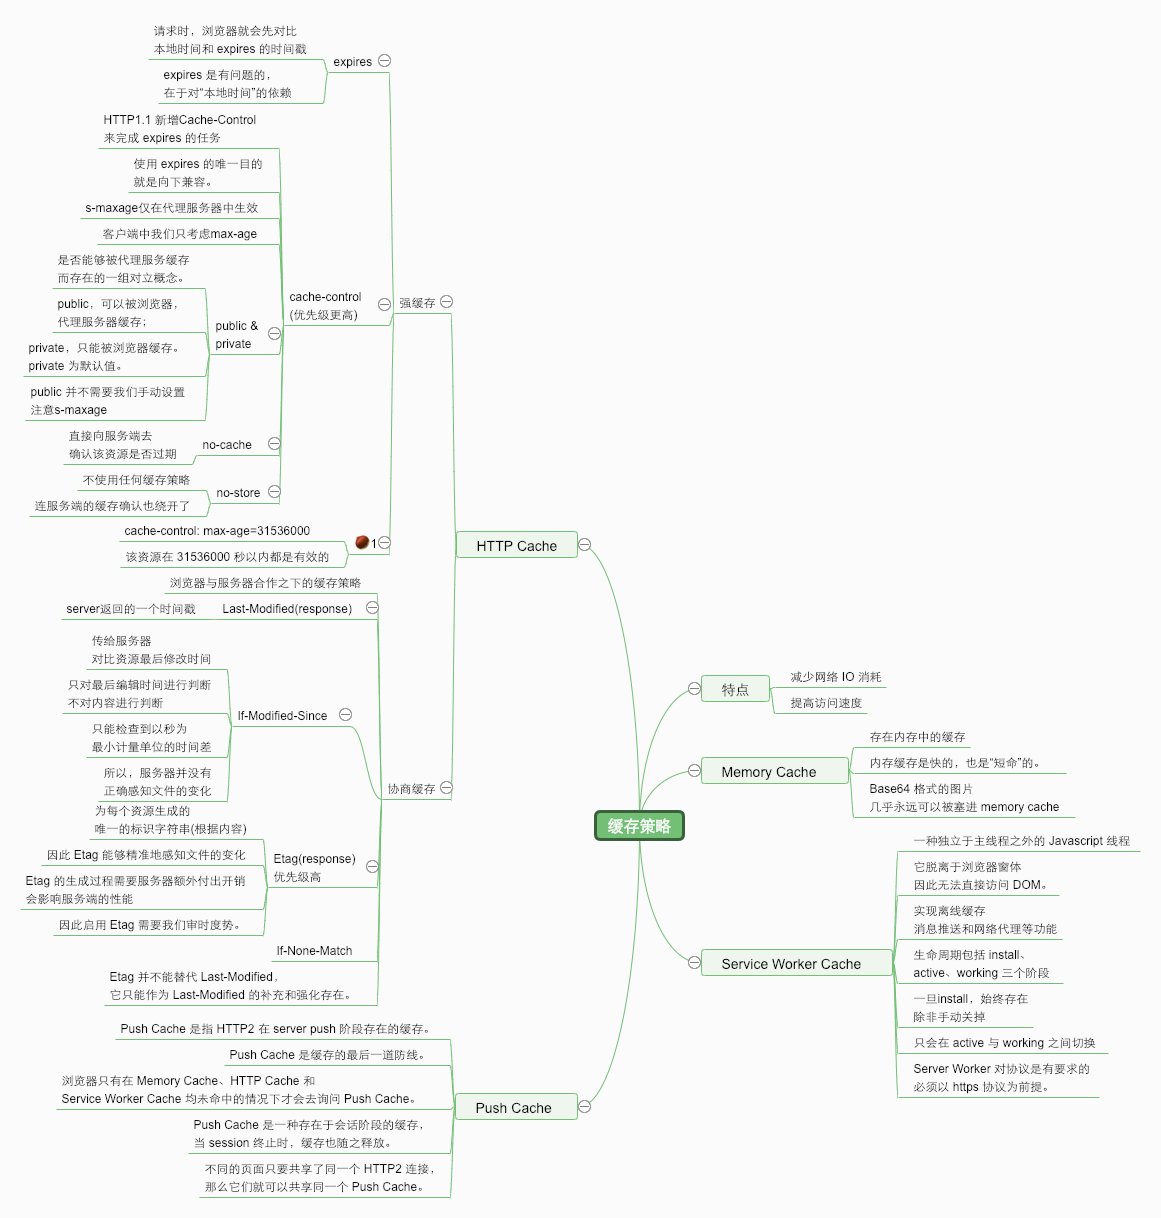 缓存策略
特点
减少网络 IO 消耗
提高访问速度
Memory Cache
存在内存中的缓存
内存缓存是快的，也是“短命”的。
Base64 格式的图片
几乎永远可以被塞进 memory cache
Service Worker Cache
一种独立于主线程之外的 Javascript 线程
它脱离于浏览器窗体
因此无法直接访问 DOM。
实现离线缓存
消息推送和网络代理等功能
生命周期包括 install、
active、working 三个阶段
一旦install，始终存在
除非手动关掉
只会在 active 与 working 之间切换
Server Worker 对协议是有要求的
必须以 https 协议为前提。
HTTP Cache
强缓存
expires
请求时，浏览器就会先对比
本地时间和 expires 的时间戳
expires 是有问题的，
在于对“本地时间”的依赖
cache-control
(优先级更高)
HTTP1.1 新增Cache-Control
来完成 expires 的任务
使用 expires 的唯一目的
就是向下兼容。
s-maxage仅在代理服务器中生效
客户端中我们只考虑max-age
public &
private
是否能够被代理服务缓存
而存在的一组对立概念。
public，可以被浏览器，
代理服务器缓存；
private，只能被浏览器缓存。
private 为默认值。
public 并不需要我们手动设置
注意s-maxage
no-cache
直接向服务端去
确认该资源是否过期
no-store
不使用任何缓存策略
连服务端的缓存确认也绕开了
1
cache-control: max-age=31536000
该资源在 31536000 秒以内都是有效的
协商缓存
浏览器与服务器合作之下的缓存策略
Last-Modified(response)
server返回的一个时间戳
If-Modified-Since
传给服务器
对比资源最后修改时间
只对最后编辑时间进行判断
不对内容进行判断
只能检查到以秒为
最小计量单位的时间差
所以，服务器并没有
正确感知文件的变化
Etag(response)
优先级高
为每个资源生成的
唯一的标识字符串(根据内容)
因此 Etag 能够精准地感知文件的变化
Etag 的生成过程需要服务器额外付出开销
会影响服务端的性能
因此启用 Etag 需要我们审时度势。
If-None-Match
Etag 并不能替代 Last-Modified，
它只能作为 Last-Modified 的补充和强化存在。
Push Cache
Push Cache 是指 HTTP2 在 server push 阶段存在的缓存。
Push Cache 是缓存的最后一道防线。
浏览器只有在 Memory Cache、HTTP Cache 和
Service Worker Cache 均未命中的情况下才会去询问 Push Cache。
Push Cache 是一种存在于会话阶段的缓存，
当 session 终止时，缓存也随之释放。
不同的页面只要共享了同一个 HTTP2 连接，
那么它们就可以共享同一个 Push Cache。